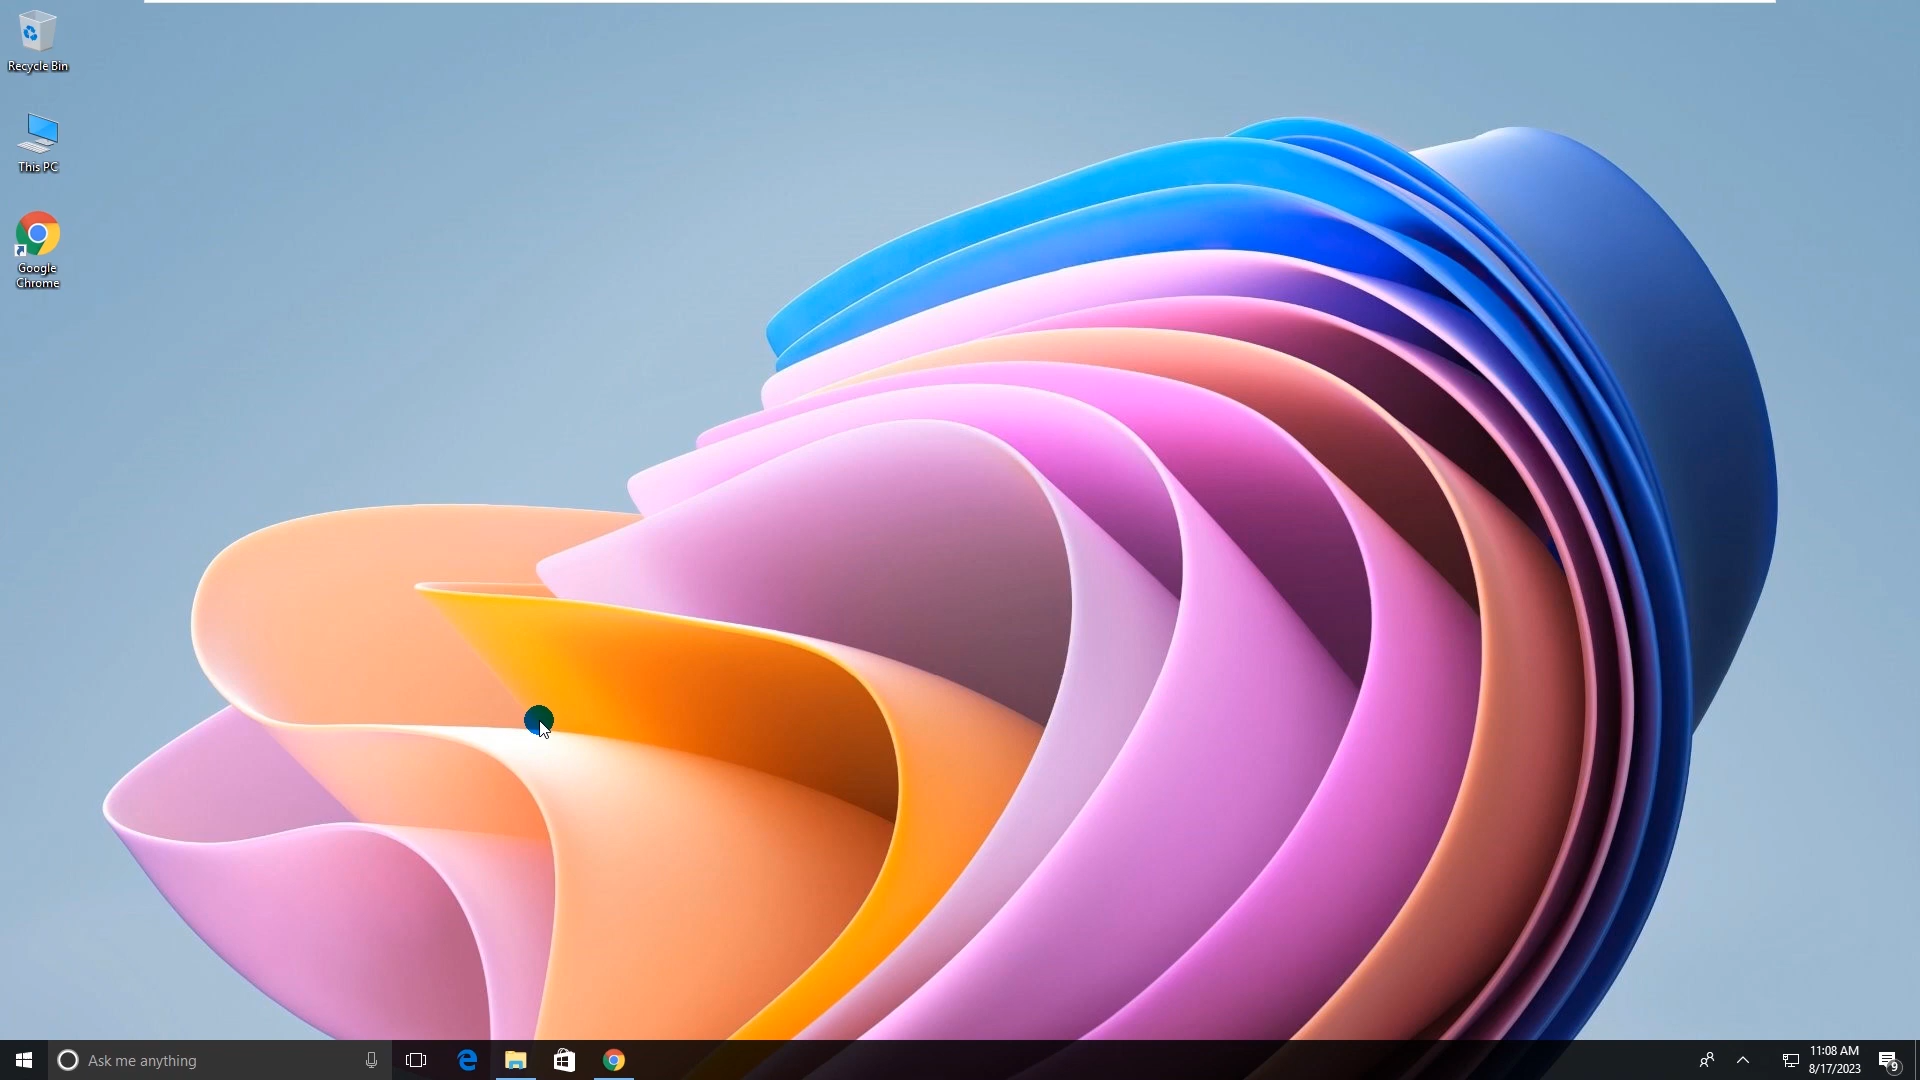 Recycle Bin
This PC
Google
Chrome
Ask me anything
11:08 AM
8/17/2023
9